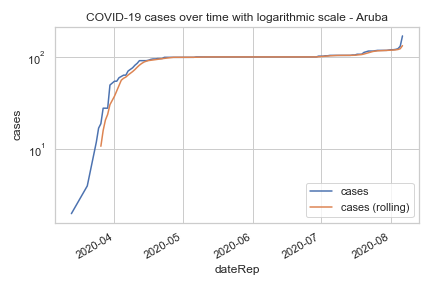 COVID-19 cases over time with logarithmic scale - Aruba
10²
10¹
cases
2020-04
2020-05
2020-06
2020-07
2020-08
dateRep
cases
cases (rolling)